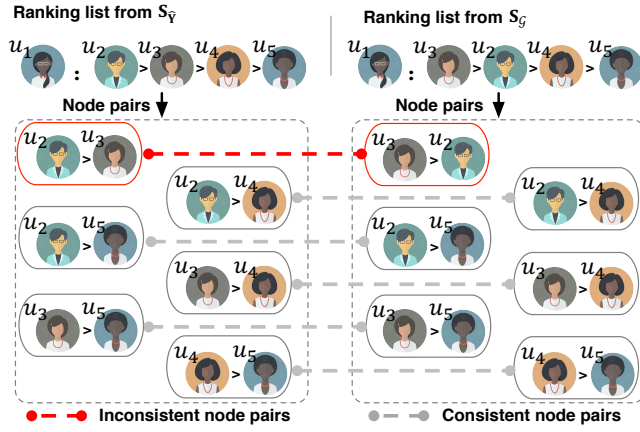 Ranking list from S_Ŷ
Ranking list from S_𝒢
u₁ : u₂ > u₃ > u₄ > u₅
u₁ : u₃ > u₂ > u₄ > u₅
Node pairs
Node pairs
u₂ > u₃
u₃ > u₂
u₂ > u₄
u₂ > u₄
u₂ > u₅
u₂ > u₅
u₃ > u₄
u₃ > u₄
u₃ > u₅
u₃ > u₅
u₄ > u₅
u₄ > u₅
Inconsistent node pairs
Consistent node pairs